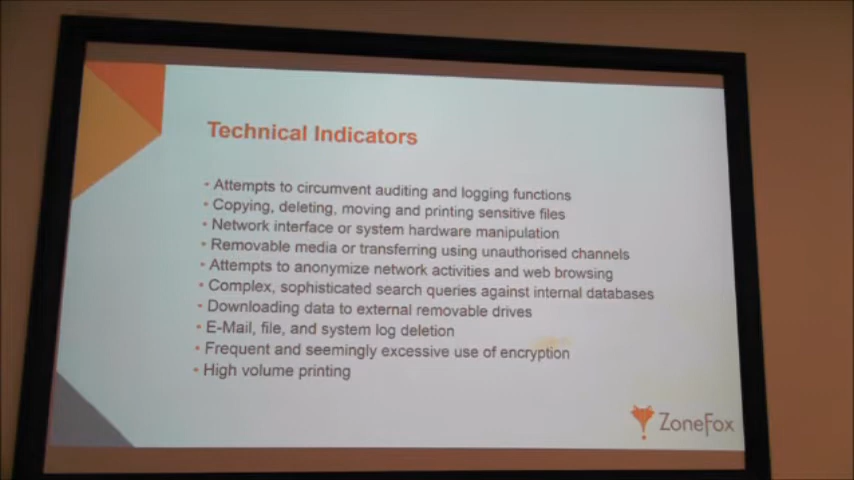 Technical Indicators
• Attempts to circumvent auditing and logging functions
• Copying, deleting, moving and printing sensitive files
• Network interface or system hardware manipulation
• Removable media or transferring using unauthorised channels
• Attempts to anonymize network activities and web browsing
• Complex, sophisticated search queries against internal databases
• Downloading data to external removable drives
• E-Mail, file, and system log deletion
• Frequent and seemingly excessive use of encryption
• High volume printing
ZoneFox